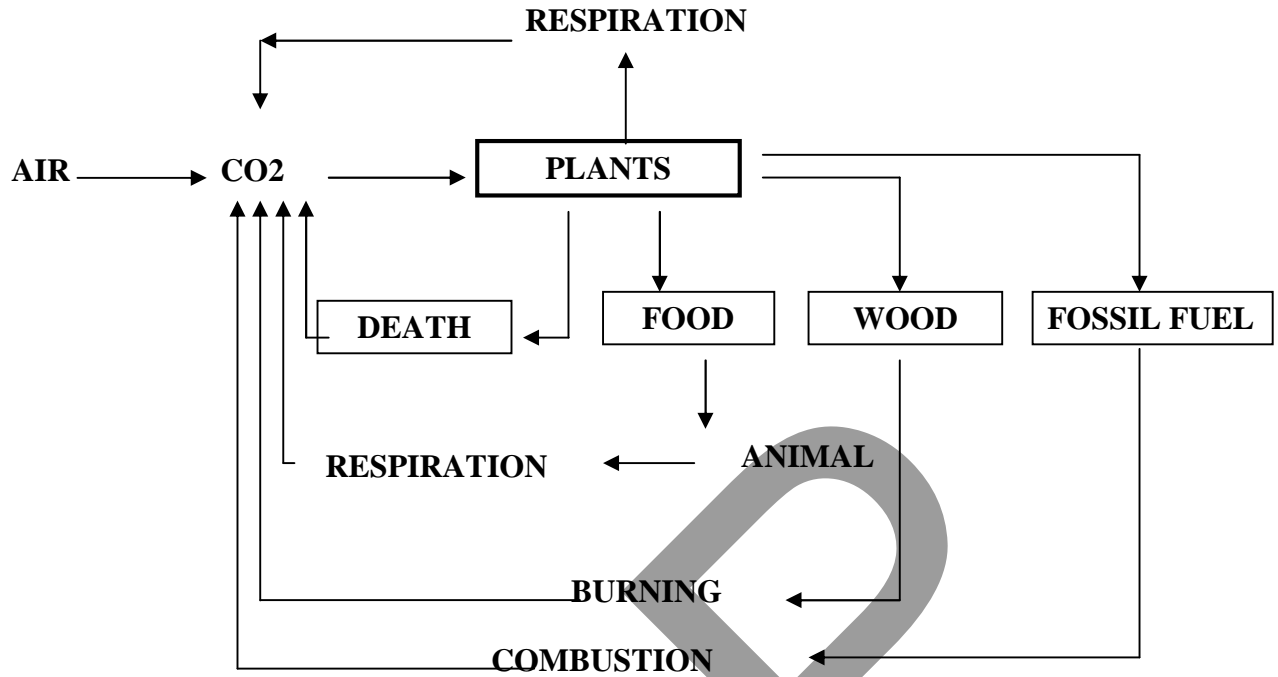 RESPIRATION
AIR CO2 PLANTS
DEATH FOOD WOOD FOSSIL FUEL
RESPIRATION ANIMAL
BURNING
COMBUSTION